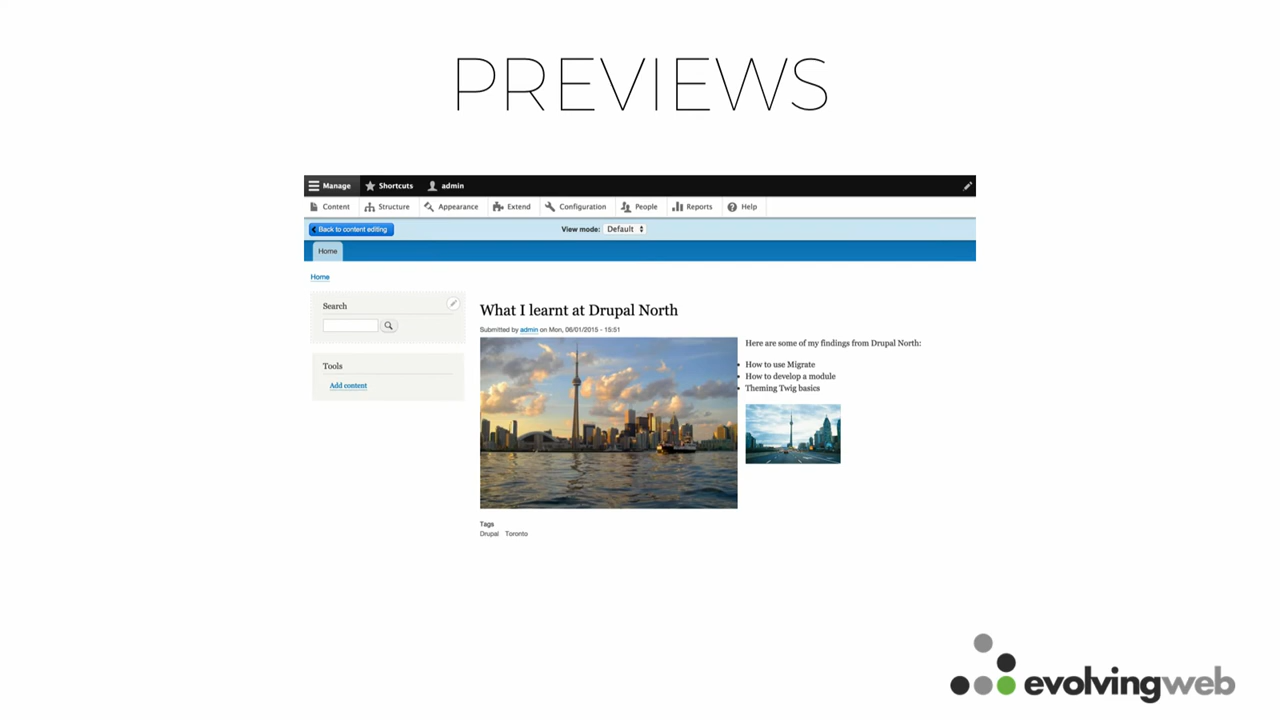 PREVIEWS
Manage Shortcuts admin
Content Structure Appearance Extend Configuration People Reports Help
Back to content editing View mode: Default
Home
Home
Search
What I learnt at Drupal North
Submitted by admin on Mon, 06/01/2015 - 15:51
Here are some of my findings from Drupal North:
Tools
How to use Migrate
How to develop a module
Add content
Theming Twig basics
Tags
Drupal Toronto
evolvingweb